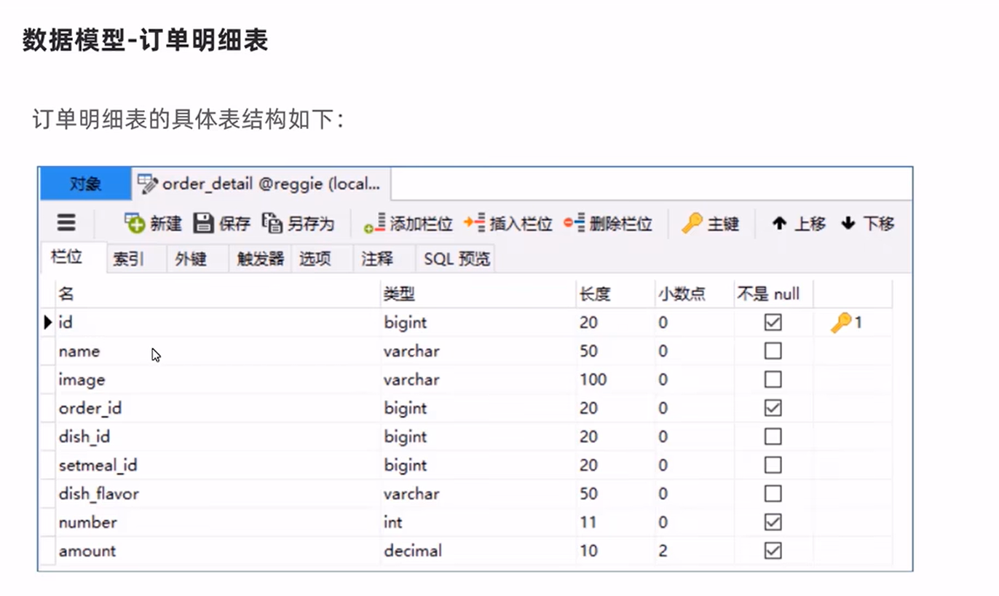 数据模型-订单明细表
订单明细表的具体表结构如下：
对象 order_detail @reggie (local...
新建 保存 另存为 添加栏位 插入栏位 删除栏位 主键 上移 下移
栏位 索引 外键 触发器 选项 注释 SQL 预览
名 类型 长度 小数点 不是 null
id bigint 20 0 1
name varchar 50 0
image varchar 100 0
order_id bigint 20 0
dish_id bigint 20 0
setmeal_id bigint 20 0
dish_flavor varchar 50 0
number int 11 0
amount decimal 10 2